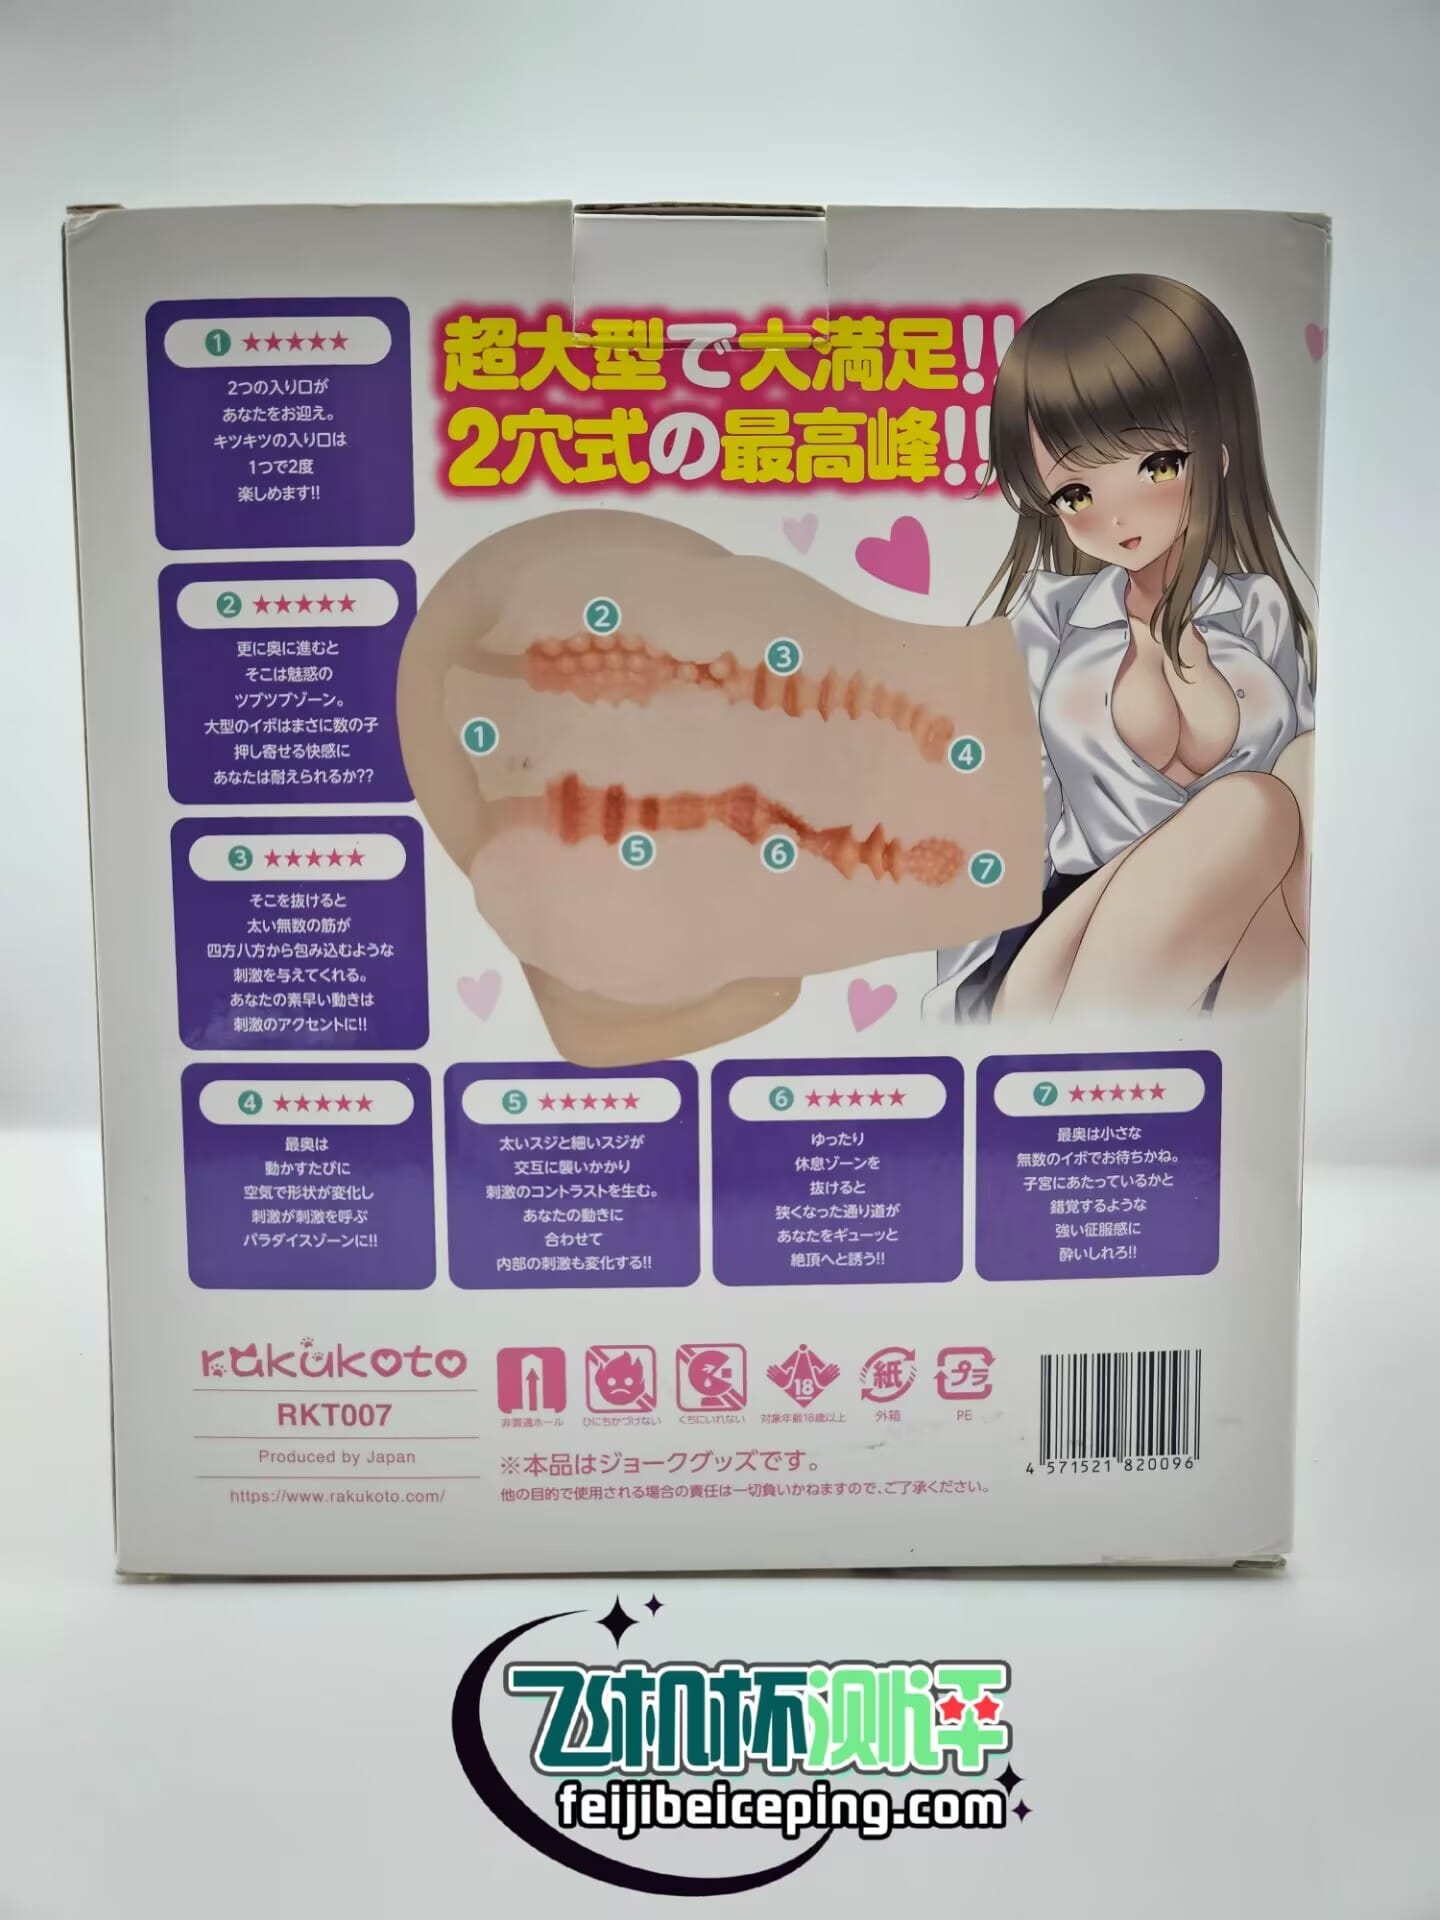 超大型で大満足!!
2穴式の最高峰!!
1 ★★★★★
2つの入り口が
あなたをお迎え。
キツキツの入り口は
1つで2度
楽しめます!!
2 ★★★★★
更に奥に進むと
そこは魅惑の
ツブツブゾーン。
大型のイボはまさに数の子
押し寄せる快感に
あなたは耐えられるか??
3 ★★★★★
そこを抜けると
太い無数の筋が
四方八方から包み込むような
刺激を与えてくれる。
あなたの素早い動きは
刺激のアクセントに!!
2
3
1
4
5
6
7
4 ★★★★★
最奥は
動かすたびに
空気で形状が変化し
刺激が刺激を呼ぶ
パラダイスゾーンに!!
5 ★★★★★
太いスジと細いスジが
交互に襲いかかり
刺激のコントラストを生む。
あなたの動きに
合わせて
内部の刺激も変化する!!
6 ★★★★★
ゆったり
休息ゾーンを
抜けると
狭くなった通り道が
あなたをギューッと
絶頂へと誘う!!
7 ★★★★★
最奥は小さな
無数のイボでお待ちかね。
子宮にあたっているかと
錯覚するような
強い征服感に
酔いしれろ!!
rakukoto
RKT007
Produced by Japan
https://www.rakukoto.com/
非貫通ホール
ひにちかづけない
くちにいれない
18
対象年齢18歳以上
紙
外箱
プラ
PE
※本品はジョークグッズです。
他の目的で使用される場合の責任は一切負いかねますので、ご了承ください。
4 571521 820096
飞机杯测评
feijibeiceping.com